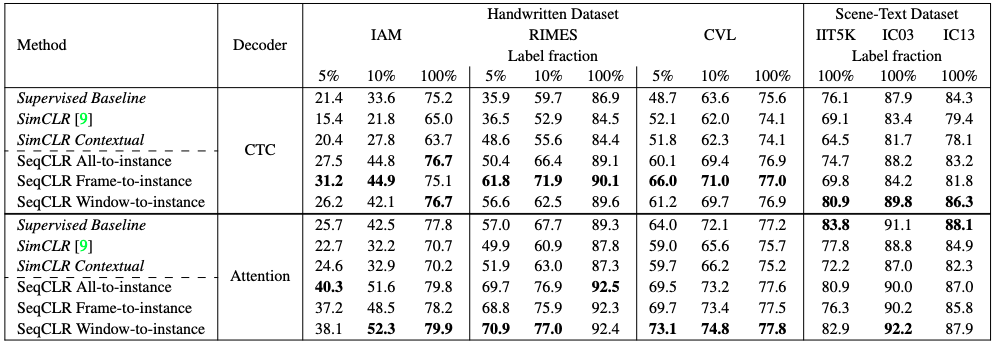 Method Decoder Handwritten Dataset Scene-Text Dataset
IAM RIMES CVL IIT5K IC03 IC13
Label fraction Label fraction
5% 10% 100% 5% 10% 100% 5% 10% 100% 100% 100% 100%
Supervised Baseline 21.4 33.6 75.2 35.9 59.7 86.9 48.7 63.6 75.6 76.1 87.9 84.3
SimCLR [9] 15.4 21.8 65.0 36.5 52.9 84.5 52.1 62.0 74.1 69.1 83.4 79.4
SimCLR Contextual 20.4 27.8 63.7 48.6 55.6 84.4 51.8 62.3 74.1 64.5 81.7 78.1
SeqCLR All-to-instance CTC 27.5 44.8 76.7 50.4 66.4 89.1 60.1 69.4 76.9 74.7 88.2 83.2
SeqCLR Frame-to-instance 31.2 44.9 75.1 61.8 71.9 90.1 66.0 71.0 77.0 69.8 84.2 81.8
SeqCLR Window-to-instance 26.2 42.1 76.7 56.6 62.5 89.6 61.2 69.7 76.9 80.9 89.8 86.3
Supervised Baseline 25.7 42.5 77.8 57.0 67.7 89.3 64.0 72.1 77.2 83.8 91.1 88.1
SimCLR [9] 22.7 32.2 70.7 49.9 60.9 87.8 59.0 65.6 75.7 77.8 88.8 84.9
SimCLR Contextual 24.6 32.9 70.2 51.9 63.0 87.3 59.7 66.2 75.2 72.2 87.0 82.3
SeqCLR All-to-instance Attention 40.3 51.6 79.8 69.7 76.9 92.5 69.5 73.2 77.6 80.9 90.0 87.0
SeqCLR Frame-to-instance 37.2 48.5 78.2 68.8 75.9 92.3 69.7 73.4 77.5 76.3 90.2 85.8
SeqCLR Window-to-instance 38.1 52.3 79.9 70.9 77.0 92.4 73.1 74.8 77.8 82.9 92.2 87.9